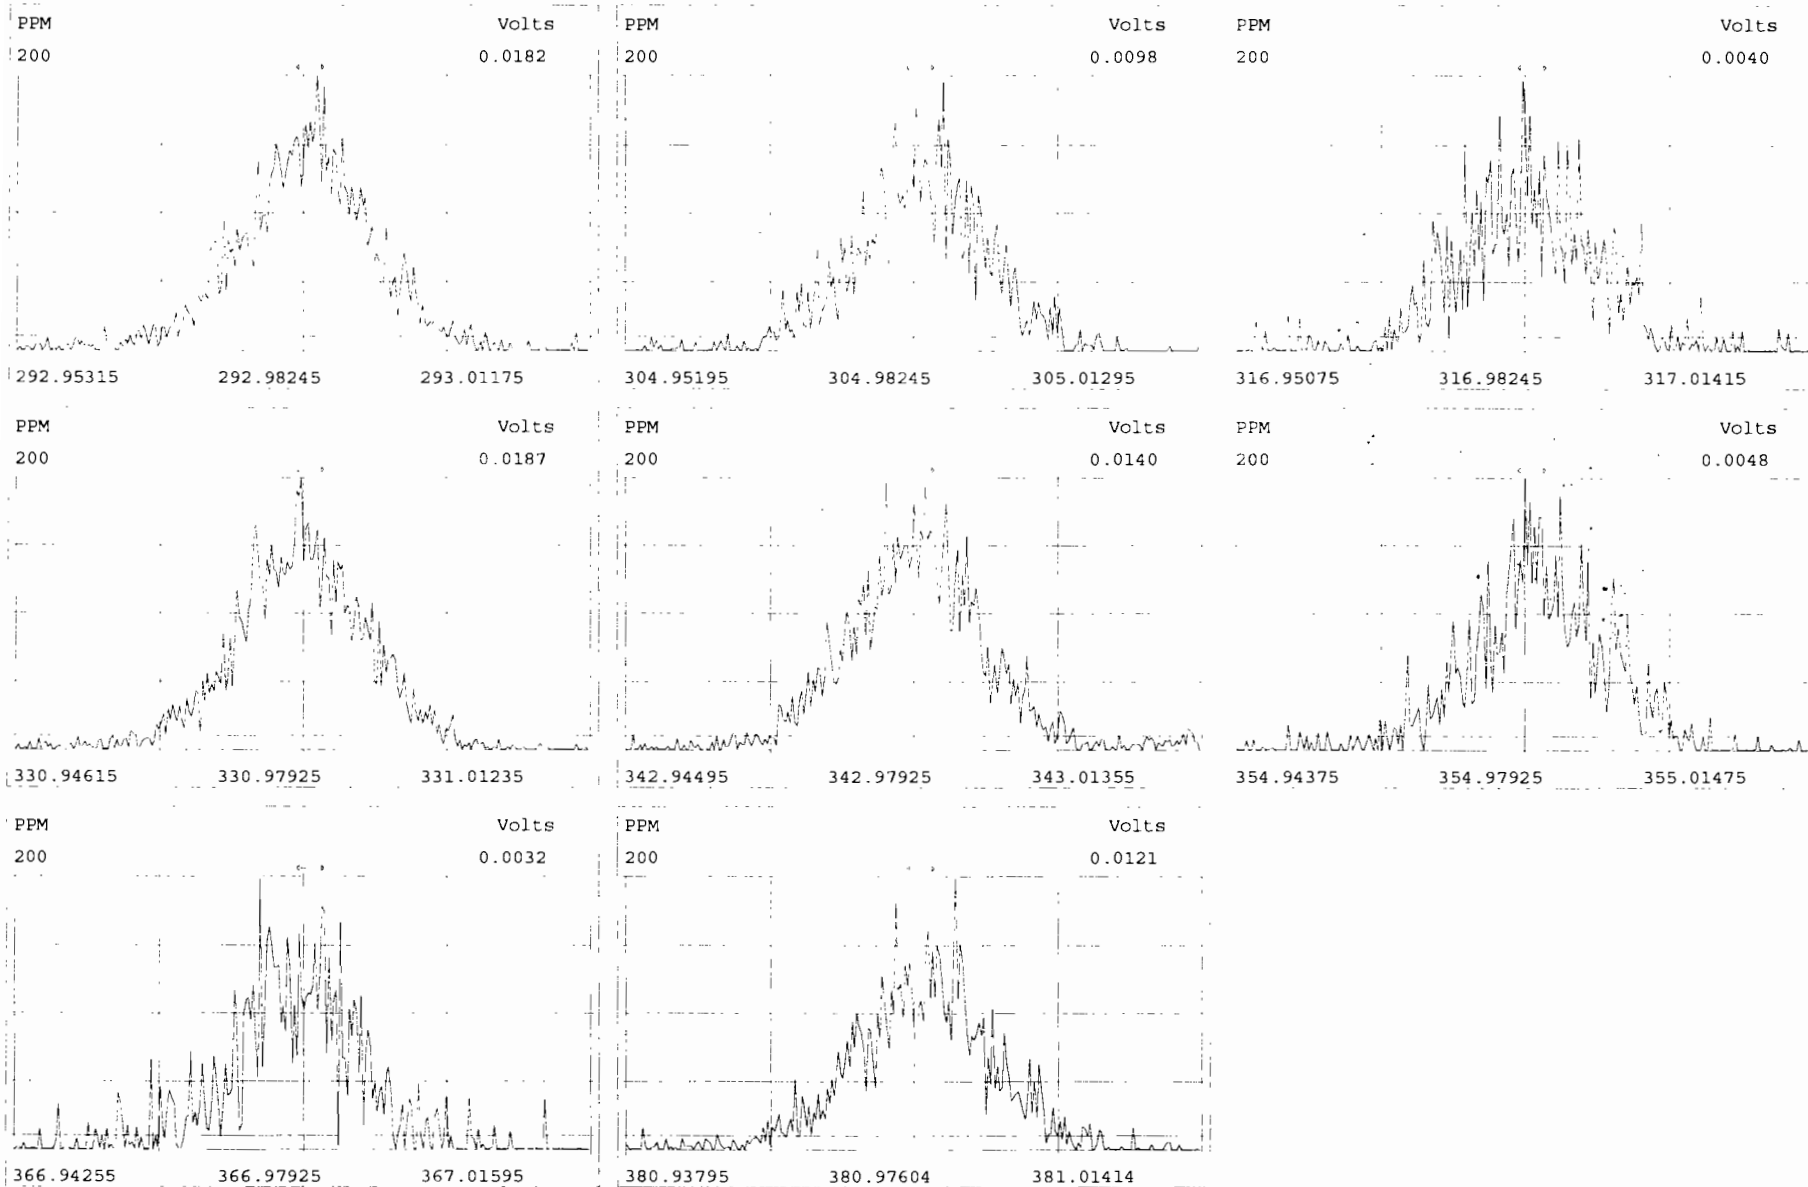 PPM Volts
200 0.0182
292.95315 292.98245 293.01175
PPM Volts
200 0.0098
304.95195 304.98245 305.01295
PPM Volts
200 0.0040
316.95075 316.98245 317.01415
PPM Volts
200 0.0187
330.94615 330.97925 331.01235
PPM Volts
200 0.0140
342.94495 342.97925 343.01355
PPM Volts
200 0.0048
354.94375 354.97925 355.01475
PPM Volts
200 0.0032
366.94255 366.97925 367.01595
PPM Volts
200 0.0121
380.93795 380.97604 381.01414